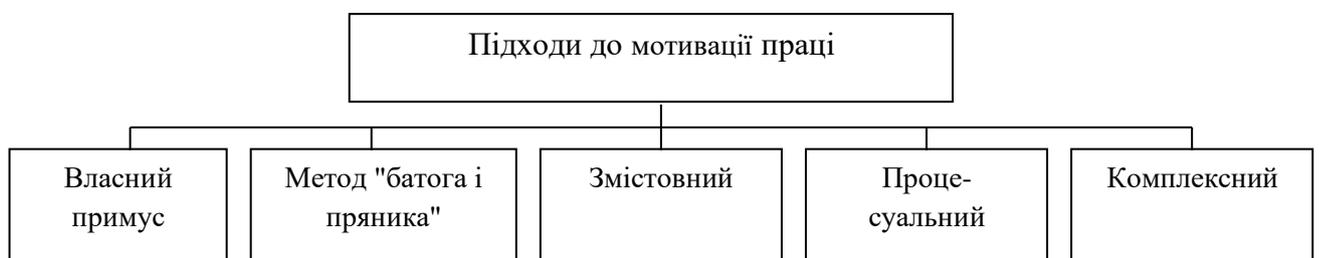 Підходи до мотивації праці
Власний
примус
Метод "батога і
пряника"
Змістовний
Проце-
суальний
Комплексний